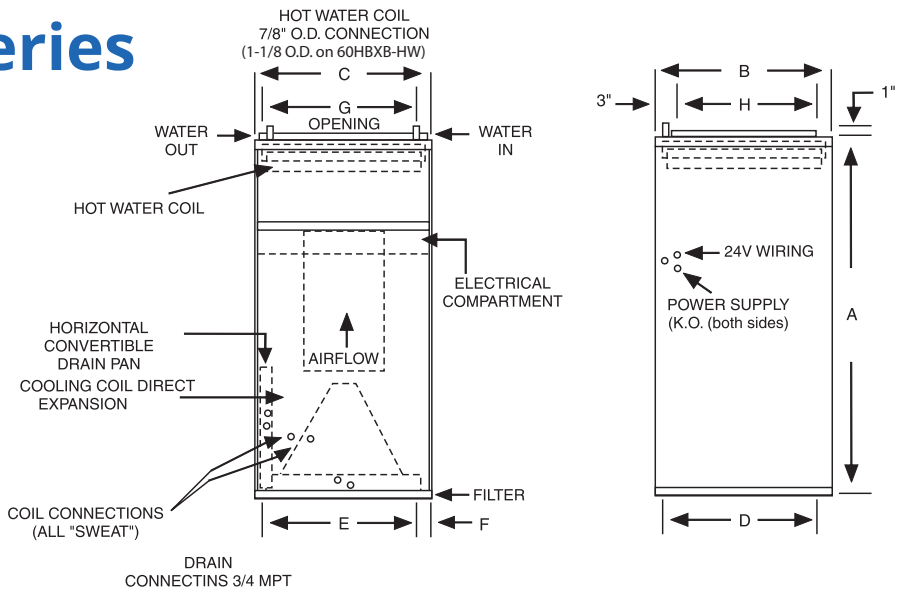 eries
HOT WATER COIL
7/8" O.D. CONNECTION
(1-1/8 O.D. on 60HBXB-HW)
C
G
OPENING
WATER
OUT
WATER
IN
HOT WATER COIL
ELECTRICAL
COMPARTMENT
HORIZONTAL
CONVERTIBLE
DRAIN PAN
AIRFLOW
COOLING COIL DIRECT
EXPANSION
COIL CONNECTIONS
(ALL "SWEAT")
FILTER
E
F
DRAIN
CONNECTINS 3/4 MPT
B
3"
H
1"
24V WIRING
POWER SUPPLY
(K.O. (both sides)
A
D